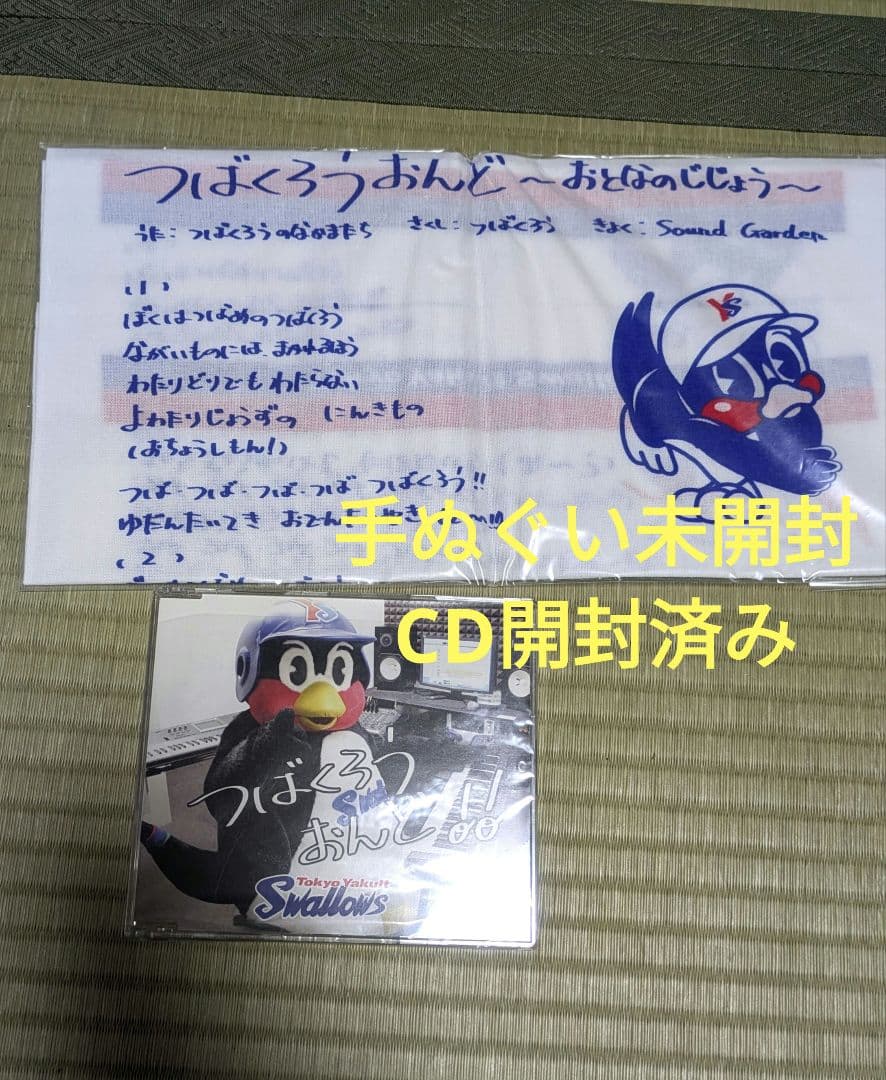 つばくろうおんど〜おとなのじじょう〜
うた：つばくろうのなかまたち さくし：つばくろう きょく：Sound Garden
(1)
ぼくはつばめのつばくろう
ながいものには、まかれるほう
わたりどりでもわたらない
よわたりじょうずの にんきもの
(おちょうしもん！)
つば・つば・つば・つば つばくろう!!
ゆだんたいてき おでんだ
(2)
Y's
手ぬぐい未開封
CD開封済み
Ys
つばくろう
おんど!!
Tokyo Yakult
Swallows